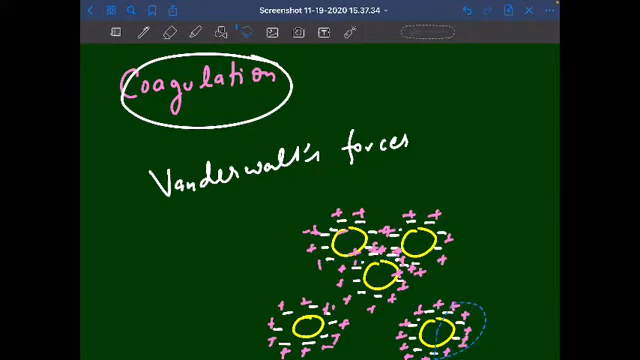 Screenshot 11-19-2020 15.37.34
Coagulation
Vanderwall's forces